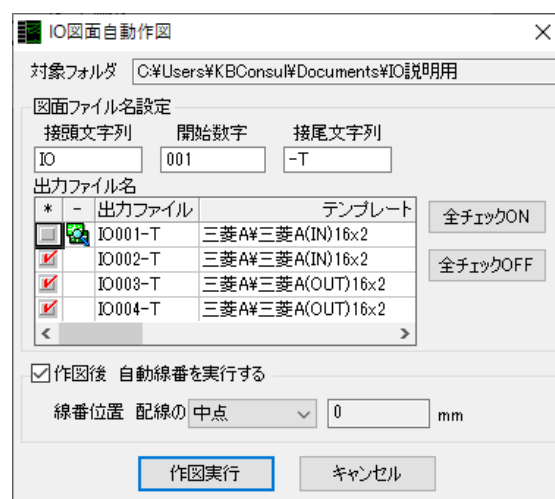 IO図面自動作図
対象フォルダ C:¥Users¥KBConsul¥Documents¥IO説明用
図面ファイル名設定
接頭文字列 開始数字 接尾文字列
IO 001 -T
出力ファイル名
* - 出力ファイル テンプレート
IO001-T 三菱A¥三菱A(IN)16x2
IO002-T 三菱A¥三菱A(IN)16x2
IO003-T 三菱A¥三菱A(OUT)16x2
IO004-T 三菱A¥三菱A(OUT)16x2
全チェックON
全チェックOFF
作図後 自動線番を実行する
線番位置 配線の 中点 0 mm
作図実行 キャンセル